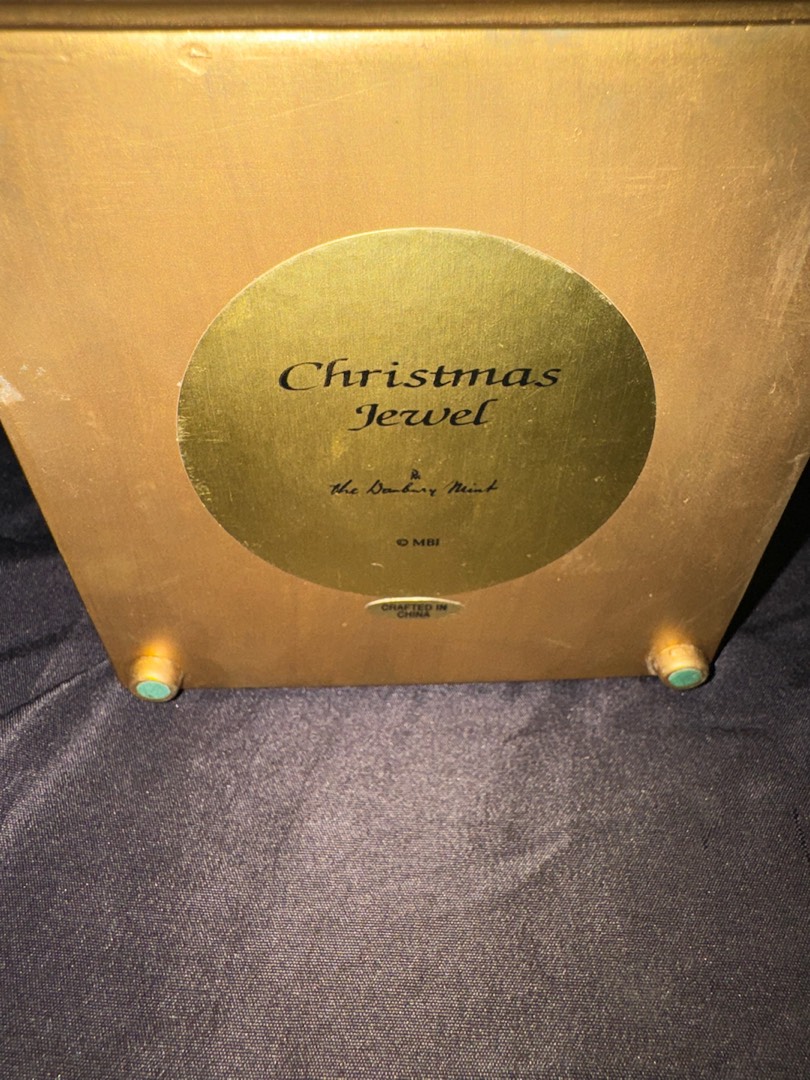 Christmas
Jewel
The Danbury Mint
© MBI
CRAFTED IN
CHINA